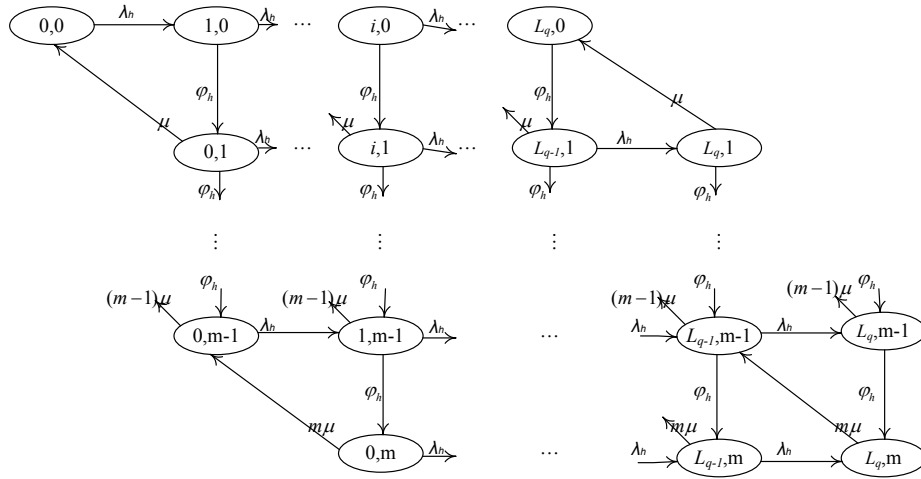 0,0 λh 1,0 λh ··· i,0 λh ··· Lq,0
φh φh φh
μ μ μ μ
0,1 λh ··· i,1 λh ··· Lq-1,1 λh Lq,1
φh φh φh φh
⋮ ⋮ ⋮ ⋮
φh φh φh φh
(m−1)μ (m−1)μ (m−1)μ (m−1)μ
0,m-1 λh 1,m-1 λh ··· λh Lq-1,m-1 λh Lq,m-1
φh φh φh
mμ mμ mμ
0,m λh ··· λh Lq-1,m λh Lq,m